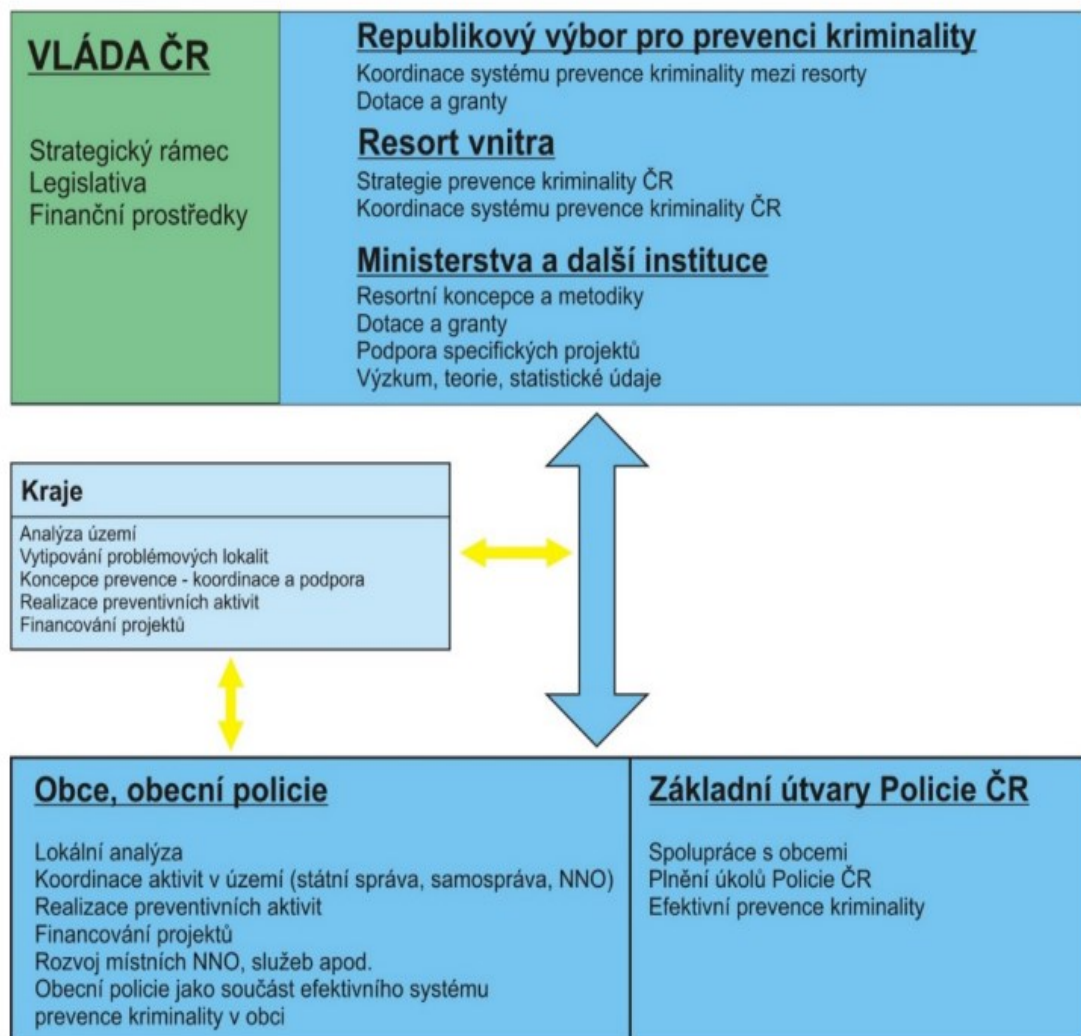 VLÁDA ČR
Strategický rámec
Legislativa
Finanční prostředky
Republikový výbor pro prevenci kriminality
Koordinace systému prevence kriminality mezi resorty
Dotace a granty
Resort vnitra
Strategie prevence kriminality ČR
Koordinace systému prevence kriminality ČR
Ministerstva a další instituce
Resortní koncepce a metodiky
Dotace a granty
Podpora specifických projektů
Výzkum, teorie, statistické údaje
Kraje
Analýza území
Vytipování problémových lokalit
Koncepce prevence - koordinace a podpora
Realizace preventivních aktivit
Financování projektů
Obce, obecní policie
Lokální analýza
Koordinace aktivit v území (státní správa, samospráva, NNO)
Realizace preventivních aktivit
Financování projektů
Rozvoj místních NNO, služeb apod.
Obecní policie jako součást efektivního systému
prevence kriminality v obci
Základní útvary Policie ČR
Spolupráce s obcemi
Plnění úkolů Policie ČR
Efektivní prevence kriminality